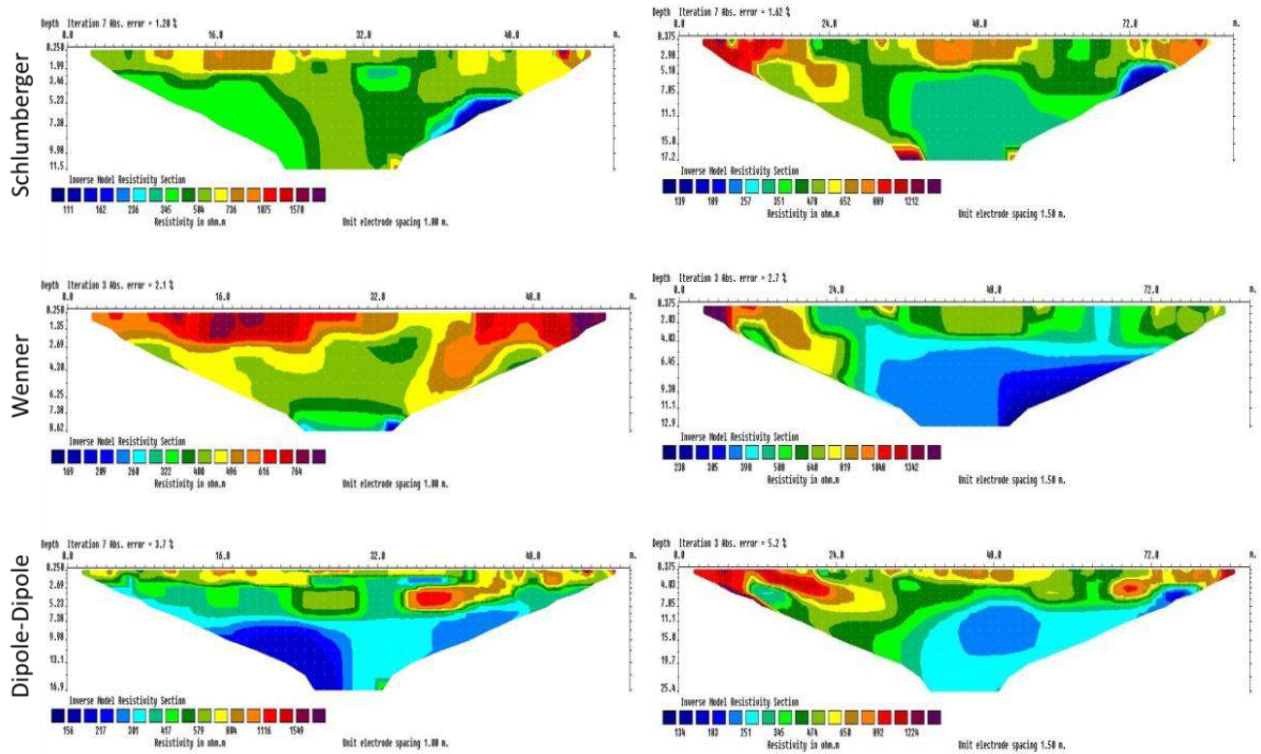 Schlumberger
Depth Iteration 7 Abs. error = 1.20 %
0.0 16.0 32.0 48.0 m.
0.250
1.99
3.46
5.23
7.38
9.98
11.5
Inverse Model Resistivity Section
111 162 236 345 504 736 1075 1570
Resistivity in ohm.m Unit electrode spacing 1.00 m.
Depth Iteration 7 Abs. error = 1.62 %
0.0 24.0 48.0 72.0 m.
0.375
2.98
5.18
7.85
11.1
15.0
17.2
Inverse Model Resistivity Section
139 189 257 351 478 652 889 1212
Resistivity in ohm.m Unit electrode spacing 1.50 m.
Wenner
Depth Iteration 3 Abs. error = 2.1 %
0.0 16.0 32.0 48.0 m.
0.250
1.35
2.69
4.30
6.25
7.38
8.62
Inverse Model Resistivity Section
169 209 260 322 400 496 616 764
Resistivity in ohm.m Unit electrode spacing 1.00 m.
Depth Iteration 3 Abs. error = 2.7 %
0.0 24.0 48.0 72.0 m.
0.375
2.03
4.03
6.45
9.38
11.1
12.9
Inverse Model Resistivity Section
238 305 390 500 640 819 1048 1342
Resistivity in ohm.m Unit electrode spacing 1.50 m.
Dipole-Dipole
Depth Iteration 7 Abs. error = 3.7 %
0.0 16.0 32.0 48.0 m.
0.250
2.69
5.23
9.98
13.1
16.9
Inverse Model Resistivity Section
156 217 301 417 579 804 1116 1549
Resistivity in ohm.m Unit electrode spacing 1.00 m.
Depth Iteration 3 Abs. error = 5.2 %
0.0 24.0 48.0 72.0 m.
0.375
4.03
7.85
15.0
19.7
25.4
Inverse Model Resistivity Section
134 183 251 346 474 650 892 1224
Resistivity in ohm.m Unit electrode spacing 1.50 m.